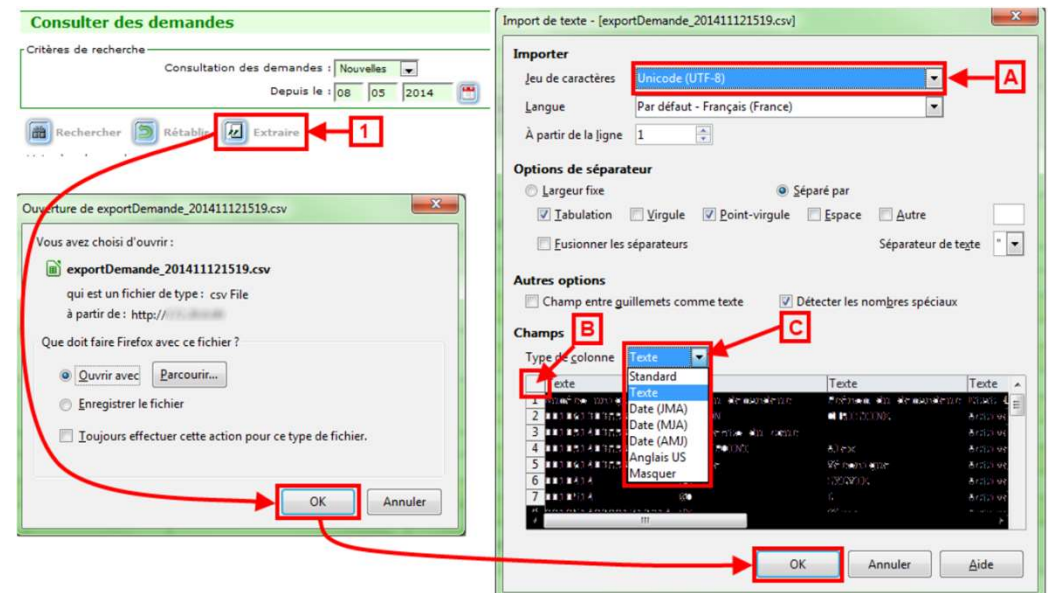 Consulter des demandes
Critères de recherche
Consultation des demandes : Nouvelles
Depuis le : 08 05 2014
Rechercher Rétablir Extraire 1
Ouverture de exportDemande_201411121519.csv
Vous avez choisi d'ouvrir :
exportDemande_201411121519.csv
qui est un fichier de type : csv File
à partir de : http://
Que doit faire Firefox avec ce fichier ?
Ouvrir avec Parcourir...
Enregistrer le fichier
Toujours effectuer cette action pour ce type de fichier.
OK Annuler
Import de texte - [exportDemande_201411121519.csv]
Importer
Jeu de caractères Unicode (UTF-8) A
Langue Par défaut - Français (France)
À partir de la ligne 1
Options de séparateur
Largeur fixe Séparé par
Tabulation Virgule Point-virgule Espace Autre
Fusionner les séparateurs Séparateur de texte "
Autres options
Champ entre guillemets comme texte Détecter les nombres spéciaux
Champs B C
Type de colonne Texte
Standard
Texte
Date (JMA)
Date (MJA)
Date (AMJ)
Anglais US
Masquer
exte Texte Texte
1
2
3
4
5
6
7
8
OK Annuler Aide